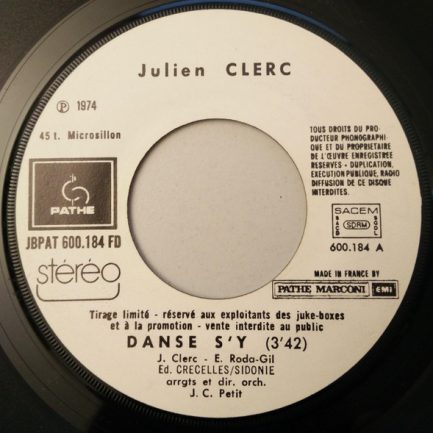 Julien CLERC
Ⓟ 1974
45 t. Microsillon
PATHE
JBPAT 600.184 FD
stéréo
TOUS DROITS DU PRO-
DUCTEUR PHONOGRAPHI-
QUE ET DU PROPRIETAIRE
DE L'ŒUVRE ENREGISTREE
RESERVES - DUPLICATION,
EXECUTION PUBLIQUE, RADIO
DIFFUSION DE CE DISQUE
INTERDITES.
SACEM
SACD SDRM SGDL
600.184 A
MADE IN FRANCE BY
PATHE MARCONI EMI
Tirage limité - réservé aux exploitants des juke-boxes
et à la promotion - vente interdite au public
DANSE S'Y (3'42)
J. Clerc - E. Roda-Gil
Ed. CRECELLES/SIDONIE
arrgts et dir. orch.
J. C. Petit